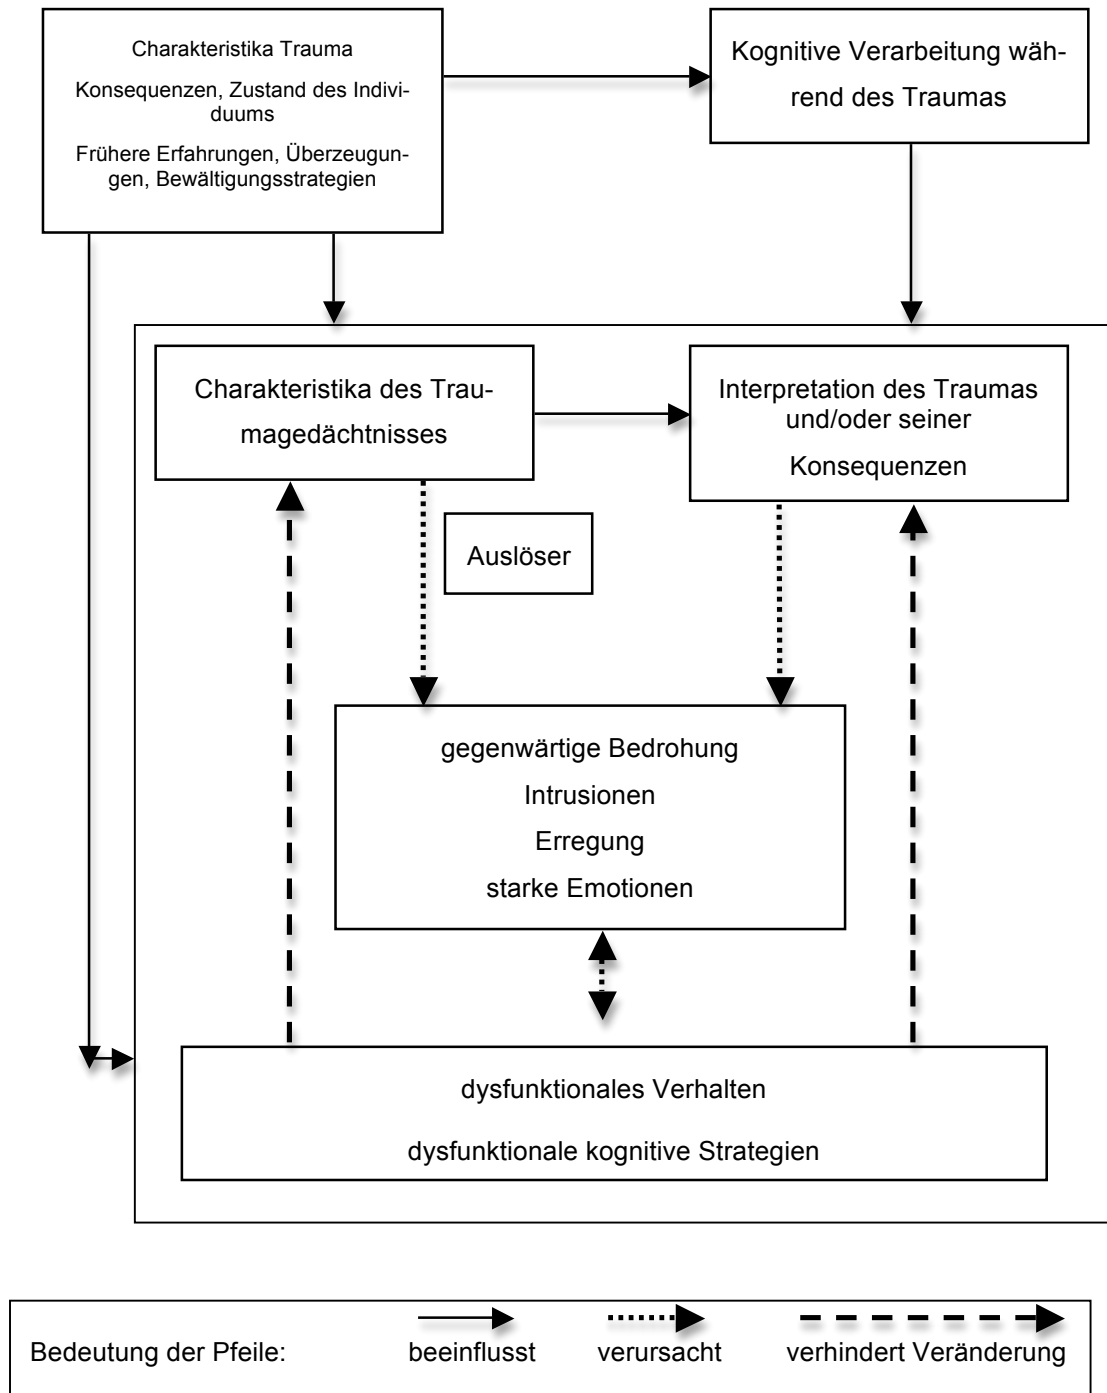 Charakteristika Trauma
Konsequenzen, Zustand des Indivi-
duums
Frühere Erfahrungen, Überzeugun-
gen, Bewältigungsstrategien
Kognitive Verarbeitung wäh-
rend des Traumas
Charakteristika des Trau-
magedächtnisses
Interpretation des Traumas
und/oder seiner
Konsequenzen
Auslöser
gegenwärtige Bedrohung
Intrusionen
Erregung
starke Emotionen
dysfunktionales Verhalten
dysfunktionale kognitive Strategien
Bedeutung der Pfeile: beeinflusst verursacht verhindert Veränderung